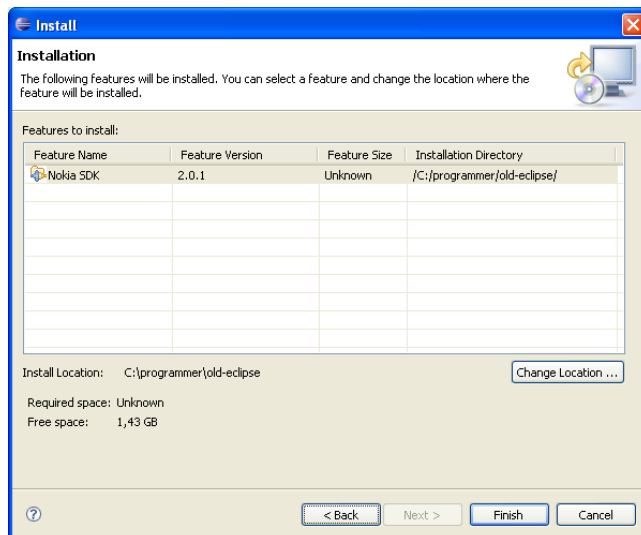 Install
Installation
The following features will be installed. You can select a feature and change the location where the
feature will be installed.
Features to install:
Feature Name Feature Version Feature Size Installation Directory
Nokia SDK 2.0.1 Unknown /C:/programmer/old-eclipse/
Install Location: C:\programmer\old-eclipse
Change Location ...
Required space: Unknown
Free space: 1,43 GB
? < Back Next > Finish Cancel